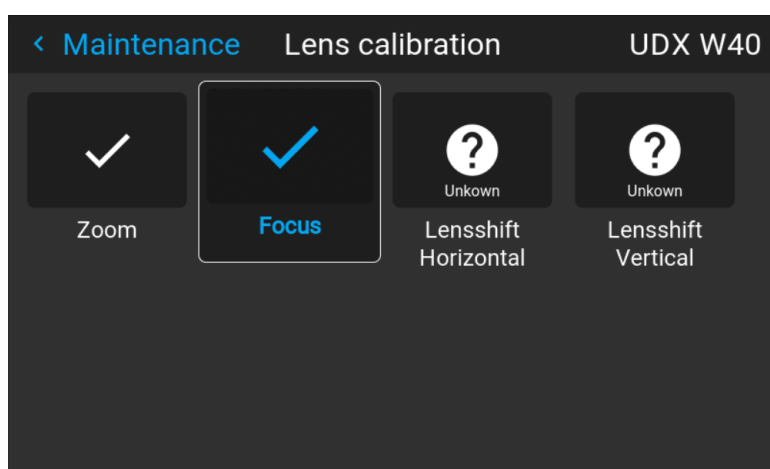 < Maintenance Lens calibration UDX W40
Unkown
Unkown
Zoom
Focus
Lensshift
Horizontal
Lensshift
Vertical